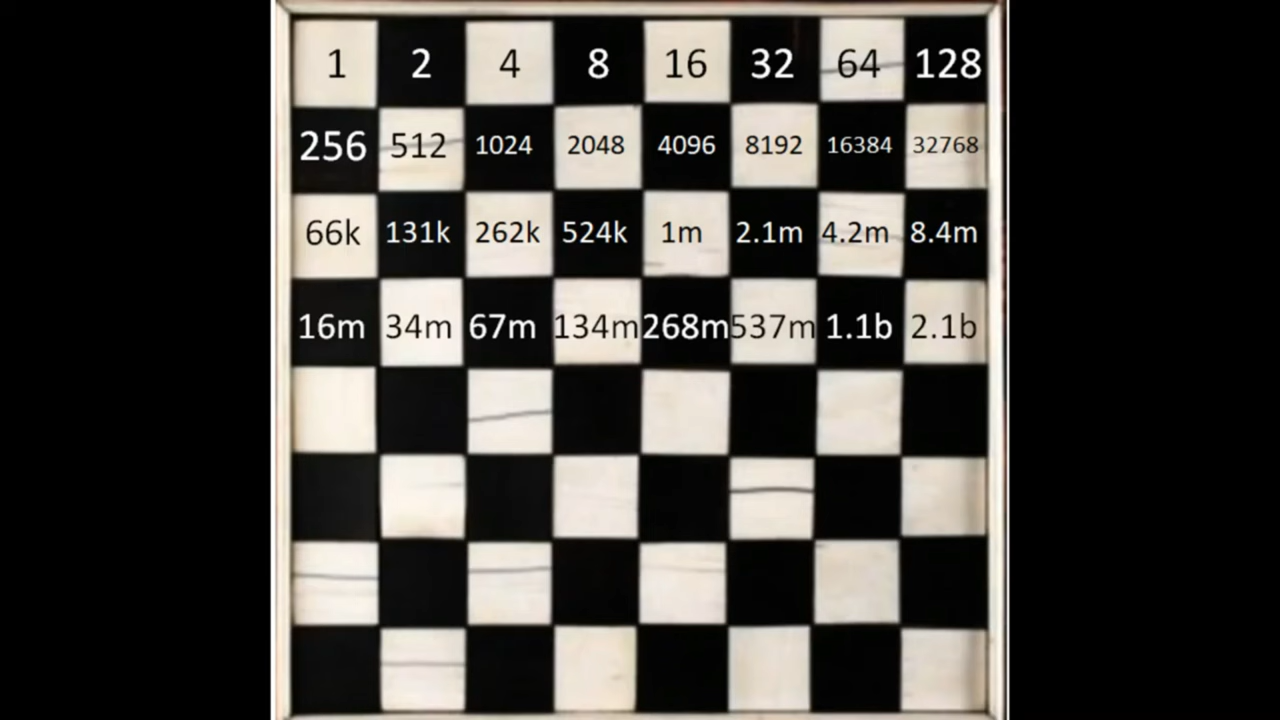 1 2 4 8 16 32 64 128
256 512 1024 2048 4096 8192 16384 32768
66k 131k 262k 524k 1m 2.1m 4.2m 8.4m
16m 34m 67m 134m 268m 537m 1.1b 2.1b